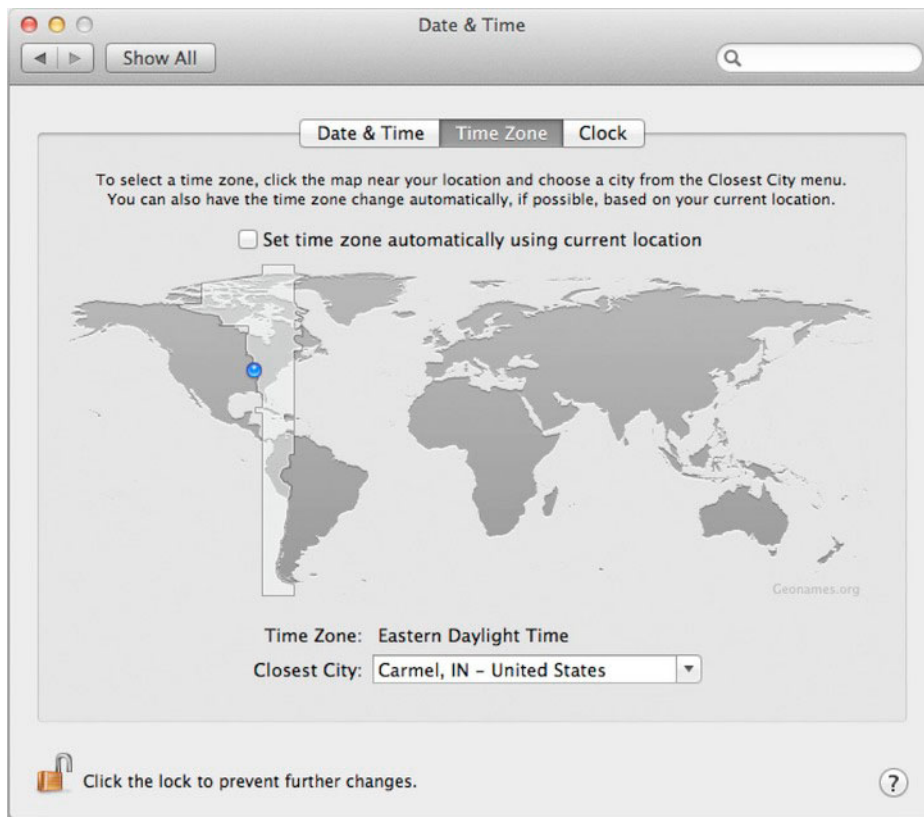 Date & Time
Show All
Date & Time Time Zone Clock
To select a time zone, click the map near your location and choose a city from the Closest City menu.
You can also have the time zone change automatically, if possible, based on your current location.
Set time zone automatically using current location
Geonames.org
Time Zone: Eastern Daylight Time
Closest City: Carmel, IN – United States
Click the lock to prevent further changes.
?